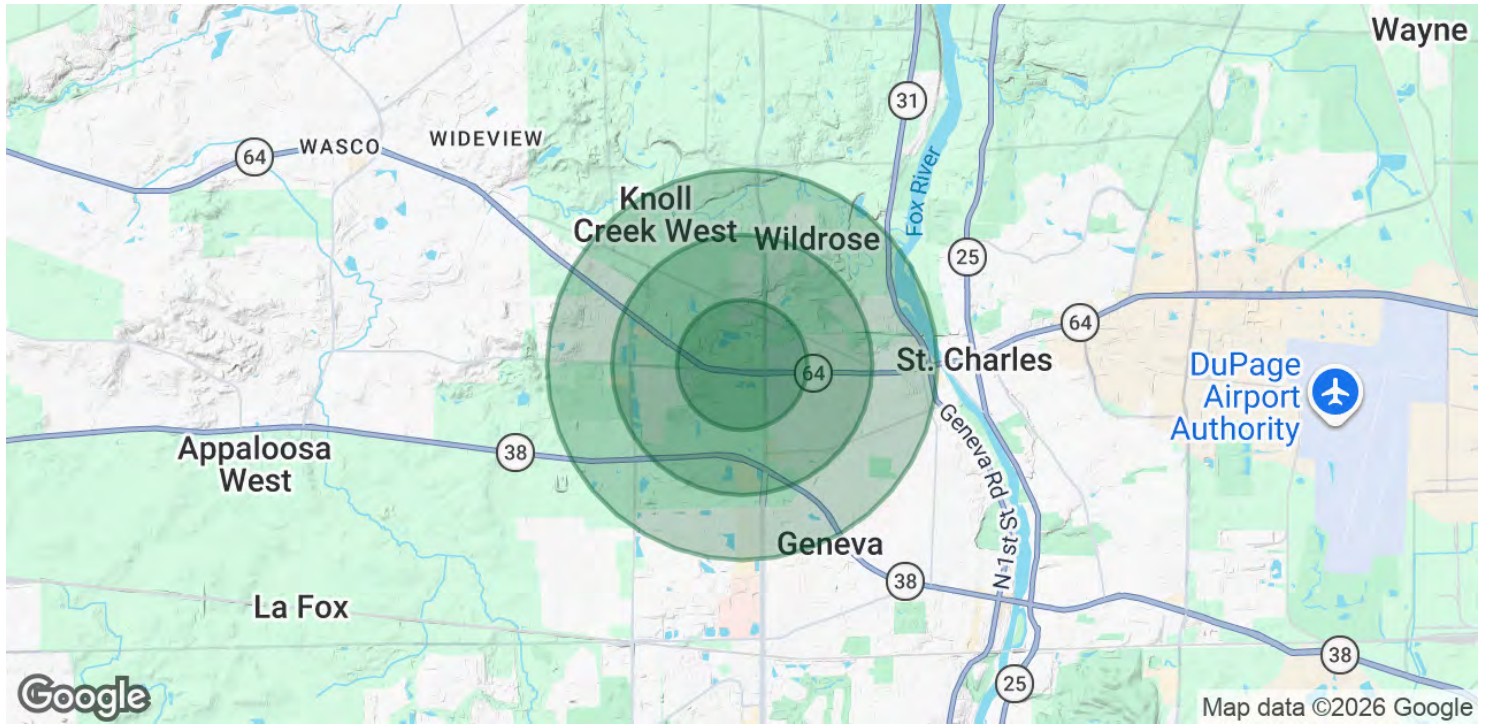 Wayne
31
WASCO
WIDEVIEW
64
Fox River
Knoll
Creek West
Wildrose
25
64
64
St. Charles
DuPage
Airport
Authority
Appaloosa
West
38
Geneva Rd
N 1st St
Geneva
38
La Fox
38
25
Google
Map data ©2026 Google